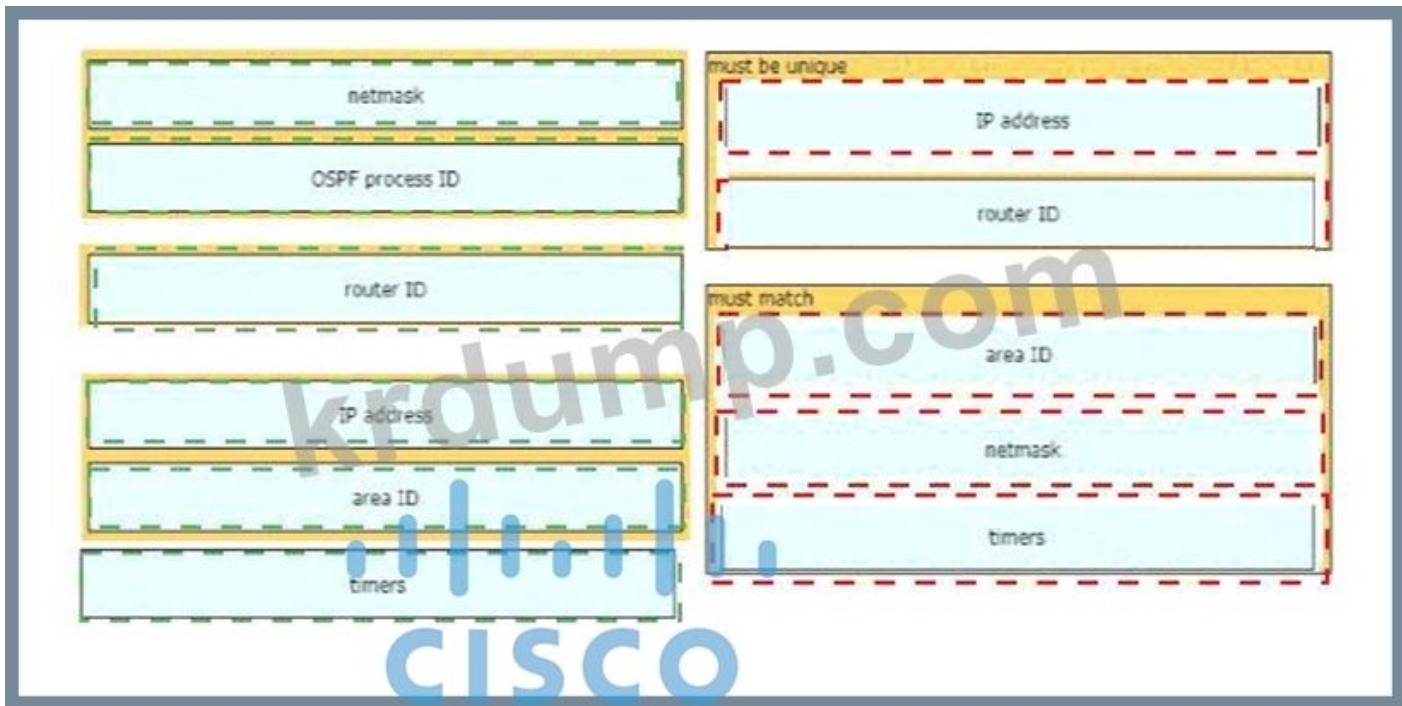 netmask
OSPF process ID
router ID
IP address
area ID
timers
must be unique
IP address
router ID
must match
area ID
netmask
timers
krdump.com
CISCO